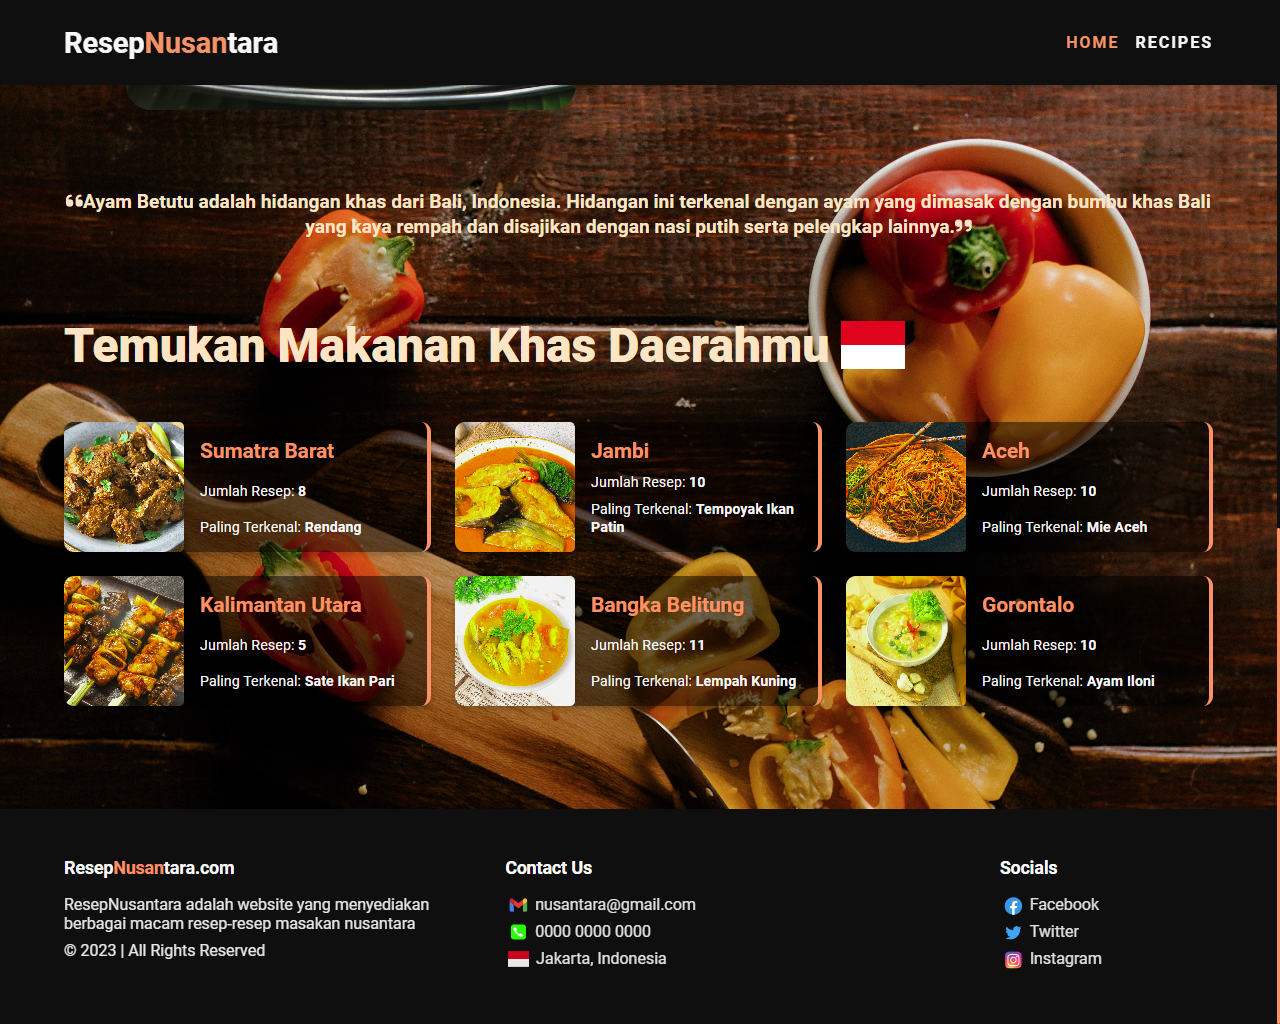 ResepNusantara
HOME RECIPES
❝Ayam Betutu adalah hidangan khas dari Bali, Indonesia. Hidangan ini terkenal dengan ayam yang dimasak dengan bumbu khas Bali
yang kaya rempah dan disajikan dengan nasi putih serta pelengkap lainnya.❞
Temukan Makanan Khas Daerahmu
Sumatra Barat
Jumlah Resep: 8
Paling Terkenal: Rendang
Jambi
Jumlah Resep: 10
Paling Terkenal: Tempoyak Ikan
Patin
Aceh
Jumlah Resep: 10
Paling Terkenal: Mie Aceh
Kalimantan Utara
Jumlah Resep: 5
Paling Terkenal: Sate Ikan Pari
Bangka Belitung
Jumlah Resep: 11
Paling Terkenal: Lempah Kuning
Gorontalo
Jumlah Resep: 10
Paling Terkenal: Ayam Iloni
ResepNusantara.com
ResepNusantara adalah website yang menyediakan
berbagai macam resep-resep masakan nusantara
© 2023 | All Rights Reserved
Contact Us
nusantara@gmail.com
0000 0000 0000
Jakarta, Indonesia
Socials
Facebook
Twitter
Instagram